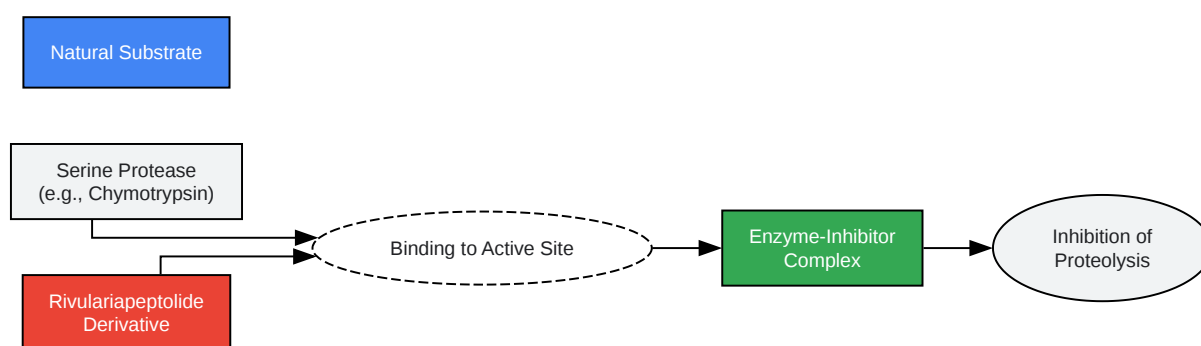 Natural Substrate
Serine Protease
(e.g., Chymotrypsin)
Rivulariapeptolide
Derivative
Binding to Active Site
Enzyme-Inhibitor
Complex
Inhibition of
Proteolysis